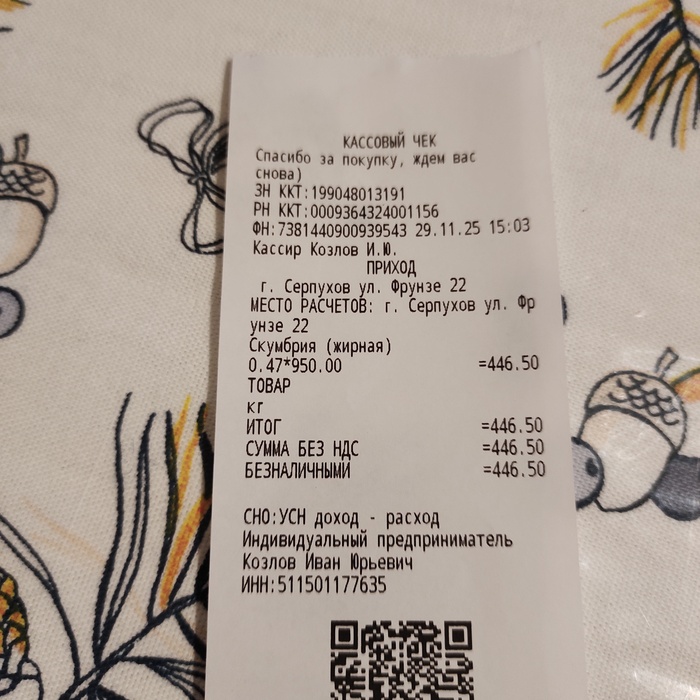 КАССОВЫЙ ЧЕК
Спасибо за покупку, ждем вас
снова)
ЗН ККТ:199048013191
РН ККТ:0009364324001156
ФН:7381440900939543 29.11.25 15:03
Кассир Козлов И.Ю.
ПРИХОД
г. Серпухов ул. Фрунзе 22
МЕСТО РАСЧЕТОВ: г. Серпухов ул. Фр
унзе 22
Скумбрия (жирная)
0.47*950.00 =446.50
ТОВАР
кг
ИТОГ =446.50
СУММА БЕЗ НДС =446.50
БЕЗНАЛИЧНЫМИ =446.50
СНО:УСН доход - расход
Индивидуальный предприниматель
Козлов Иван Юрьевич
ИНН:511501177635